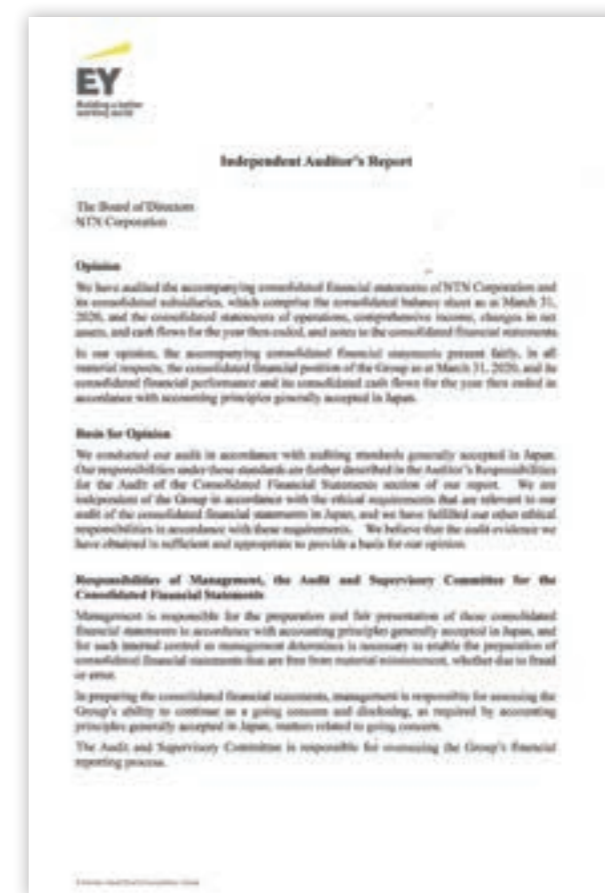 EY
Building a better
working world
Independent Auditor's Report
The Board of Directors
NTN Corporation
Opinion
We have audited the accompanying consolidated financial statements of NTN Corporation and
its consolidated subsidiaries, which comprise the consolidated balance sheet as at March 31,
2020, and the consolidated statements of operations, comprehensive income, changes in net
assets, and cash flows for the year then ended, and notes to the consolidated financial statements.
In our opinion, the accompanying consolidated financial statements present fairly, in all
material respects, the consolidated financial position of the Group as at March 31, 2020, and its
consolidated financial performance and its consolidated cash flows for the year then ended in
accordance with accounting principles generally accepted in Japan.
Basis for Opinion
We conducted our audit in accordance with auditing standards generally accepted in Japan.
Our responsibilities under those standards are further described in the Auditor's Responsibilities
for the Audit of the Consolidated Financial Statements section of our report. We are
independent of the Group in accordance with the ethical requirements that are relevant to our
audit of the consolidated financial statements in Japan, and we have fulfilled our other ethical
responsibilities in accordance with these requirements. We believe that the audit evidence we
have obtained is sufficient and appropriate to provide a basis for our opinion.
Responsibilities of Management, the Audit and Supervisory Committee for the
Consolidated Financial Statements
Management is responsible for the preparation and fair presentation of these consolidated
financial statements in accordance with accounting principles generally accepted in Japan, and
for such internal control as management determines is necessary to enable the preparation of
consolidated financial statements that are free from material misstatement, whether due to fraud
or error.
In preparing the consolidated financial statements, management is responsible for assessing the
Group's ability to continue as a going concern and disclosing, as required by accounting
principles generally accepted in Japan, matters related to going concern.
The Audit and Supervisory Committee is responsible for overseeing the Group's financial
reporting process.